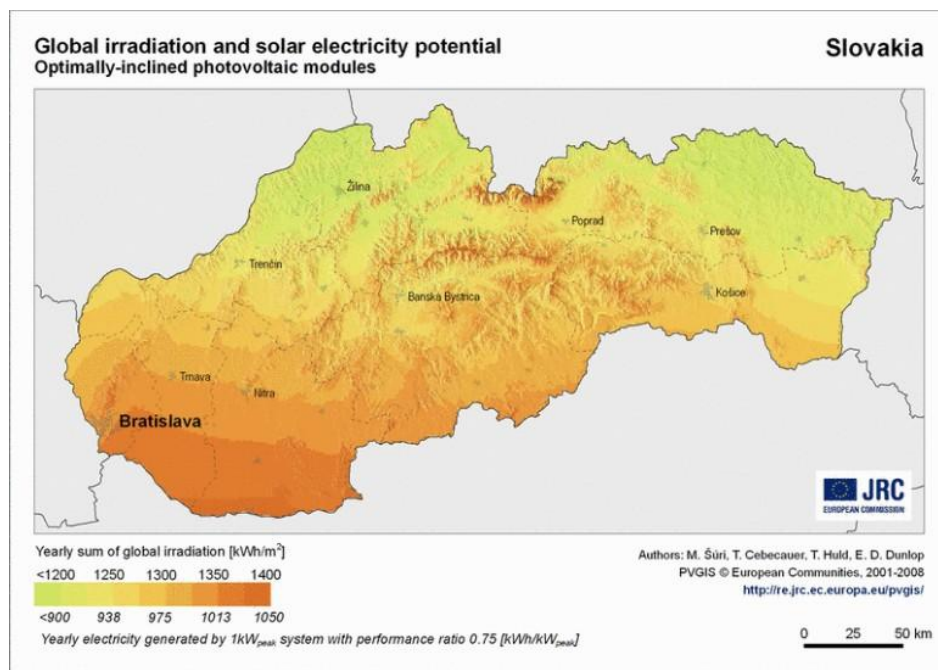 Global irradiation and solar electricity potential
Optimally-inclined photovoltaic modules
Slovakia
Žilina
Poprad
Prešov
Trenčín
Banska Bystrica
Košice
Trnava
Nitra
Bratislava
JRC
EUROPEAN COMMISSION
Yearly sum of global irradiation [kWh/m²]
<1200 1250 1300 1350 1400
<900 938 975 1013 1050
Yearly electricity generated by 1kWpeak system with performance ratio 0.75 [kWh/kWpeak]
Authors: M. Šúri, T. Cebecauer, T. Huld, E. D. Dunlop
PVGIS © European Communities, 2001-2008
http://re.jrc.ec.europa.eu/pvgis/
0 25 50 km